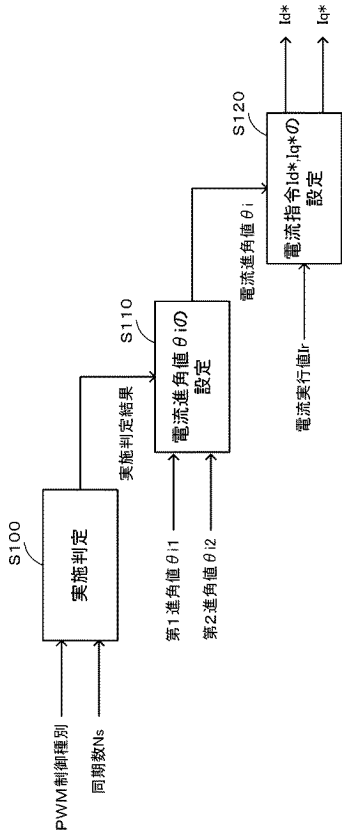 PWM制御種別
同期数Ns
S100
実施判定
実施判定結果
第1進角値θi1
第2進角値θi2
S110
電流進角値θiの
設定
電流進角値θi
電流実行値Ir
S120
電流指令Id*,Iq*の
設定
Id*
Iq*